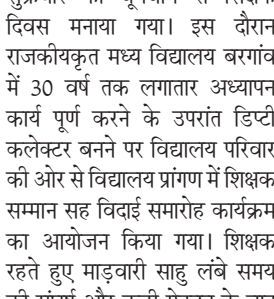 दिवस मनाया गया। इस दौरान
राजकीयकृत मध्य विद्यालय बरगांव
में 30 वर्ष तक लगातार अध्यापन
कार्य पूर्ण करने के उपरांत डिप्टी
कलेक्टर बनने पर विद्यालय परिवार
की ओर से विद्यालय प्रांगण में शिक्षक
सम्मान सह विदाई समारोह कार्यक्रम
का आयोजन किया गया। शिक्षक
रहते हुए माड़वारी साहु लंबे समय